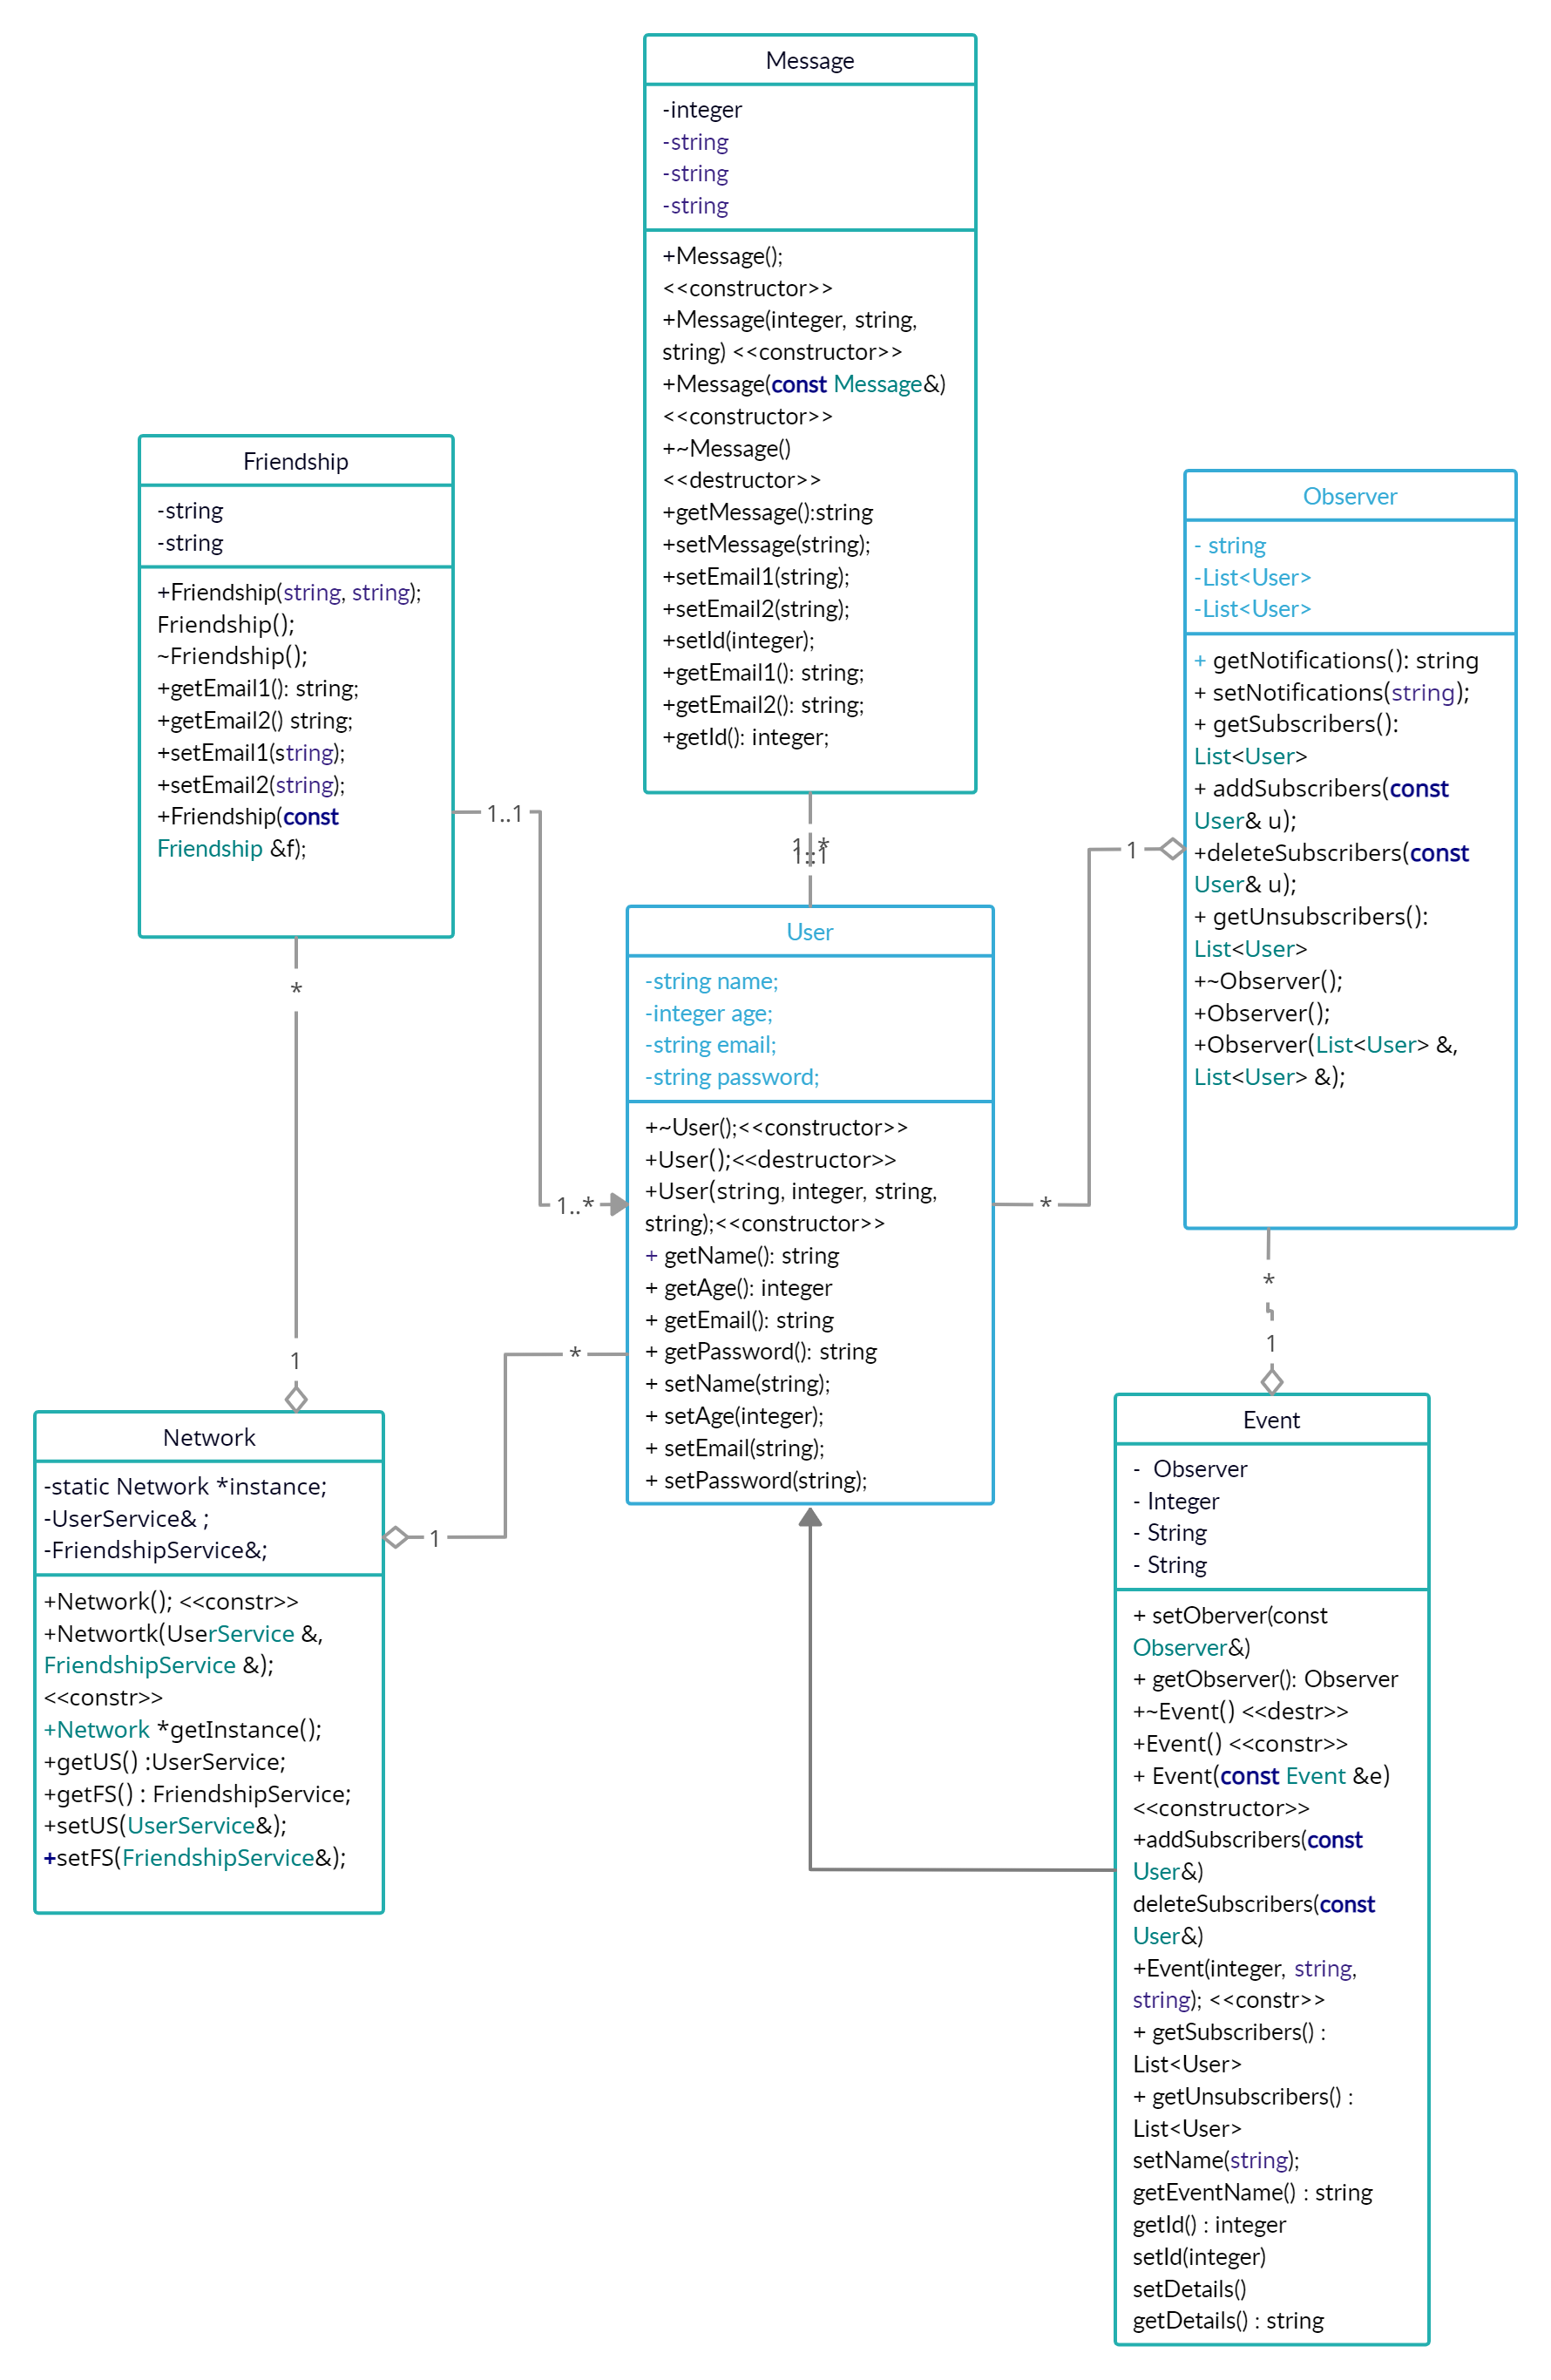 Message
-integer
-string
-string
-string
+Message();
<<constructor>>
+Message(integer, string,
string) <<constructor>>
+Message(const Message&)
<<constructor>>
+~Message()
<<destructor>>
+getMessage():string
+setMessage(string);
+setEmail1(string);
+setEmail2(string);
+setId(integer);
+getEmail1(): string;
+getEmail2(): string;
+getId(): integer;
Friendship
-string
-string
+Friendship(string, string);
Friendship();
~Friendship();
+getEmail1(): string;
+getEmail2() string;
+setEmail1(string);
+setEmail2(string);
+Friendship(const
Friendship &f);
Observer
- string
-List<User>
-List<User>
+ getNotifications(): string
+ setNotifications(string);
+ getSubscribers():
List<User>
+ addSubscribers(const
User& u);
+deleteSubscribers(const
User& u);
+ getUnsubscribers():
List<User>
+~Observer();
+Observer();
+Observer(List<User> &,
List<User> &);
1..1
1..*
1..1
1
User
-string name;
-integer age;
-string email;
-string password;
+~User();<<constructor>>
+User();<<destructor>>
+User(string, integer, string,
string);<<constructor>>
+ getName(): string
+ getAge(): integer
+ getEmail(): string
+ getPassword(): string
+ setName(string);
+ setAge(integer);
+ setEmail(string);
+ setPassword(string);
*
1..*
*
*
1
1
*
1
Network
-static Network *instance;
-UserService& ;
-FriendshipService&;
+Network(); <<constr>>
+Networtk(UserService &,
FriendshipService &);
<<constr>>
+Network *getInstance();
+getUS() :UserService;
+getFS() : FriendshipService;
+setUS(UserService&);
+setFS(FriendshipService&);
Event
- Observer
- Integer
- String
- String
+ setOberver(const
Observer&)
+ getObserver(): Observer
+~Event() <<destr>>
+Event() <<constr>>
+ Event(const Event &e)
<<constructor>>
+addSubscribers(const
User&)
deleteSubscribers(const
User&)
+Event(integer, string,
string); <<constr>>
+ getSubscribers() :
List<User>
+ getUnsubscribers() :
List<User>
setName(string);
getEventName() : string
getId() : integer
setId(integer)
setDetails()
getDetails() : string